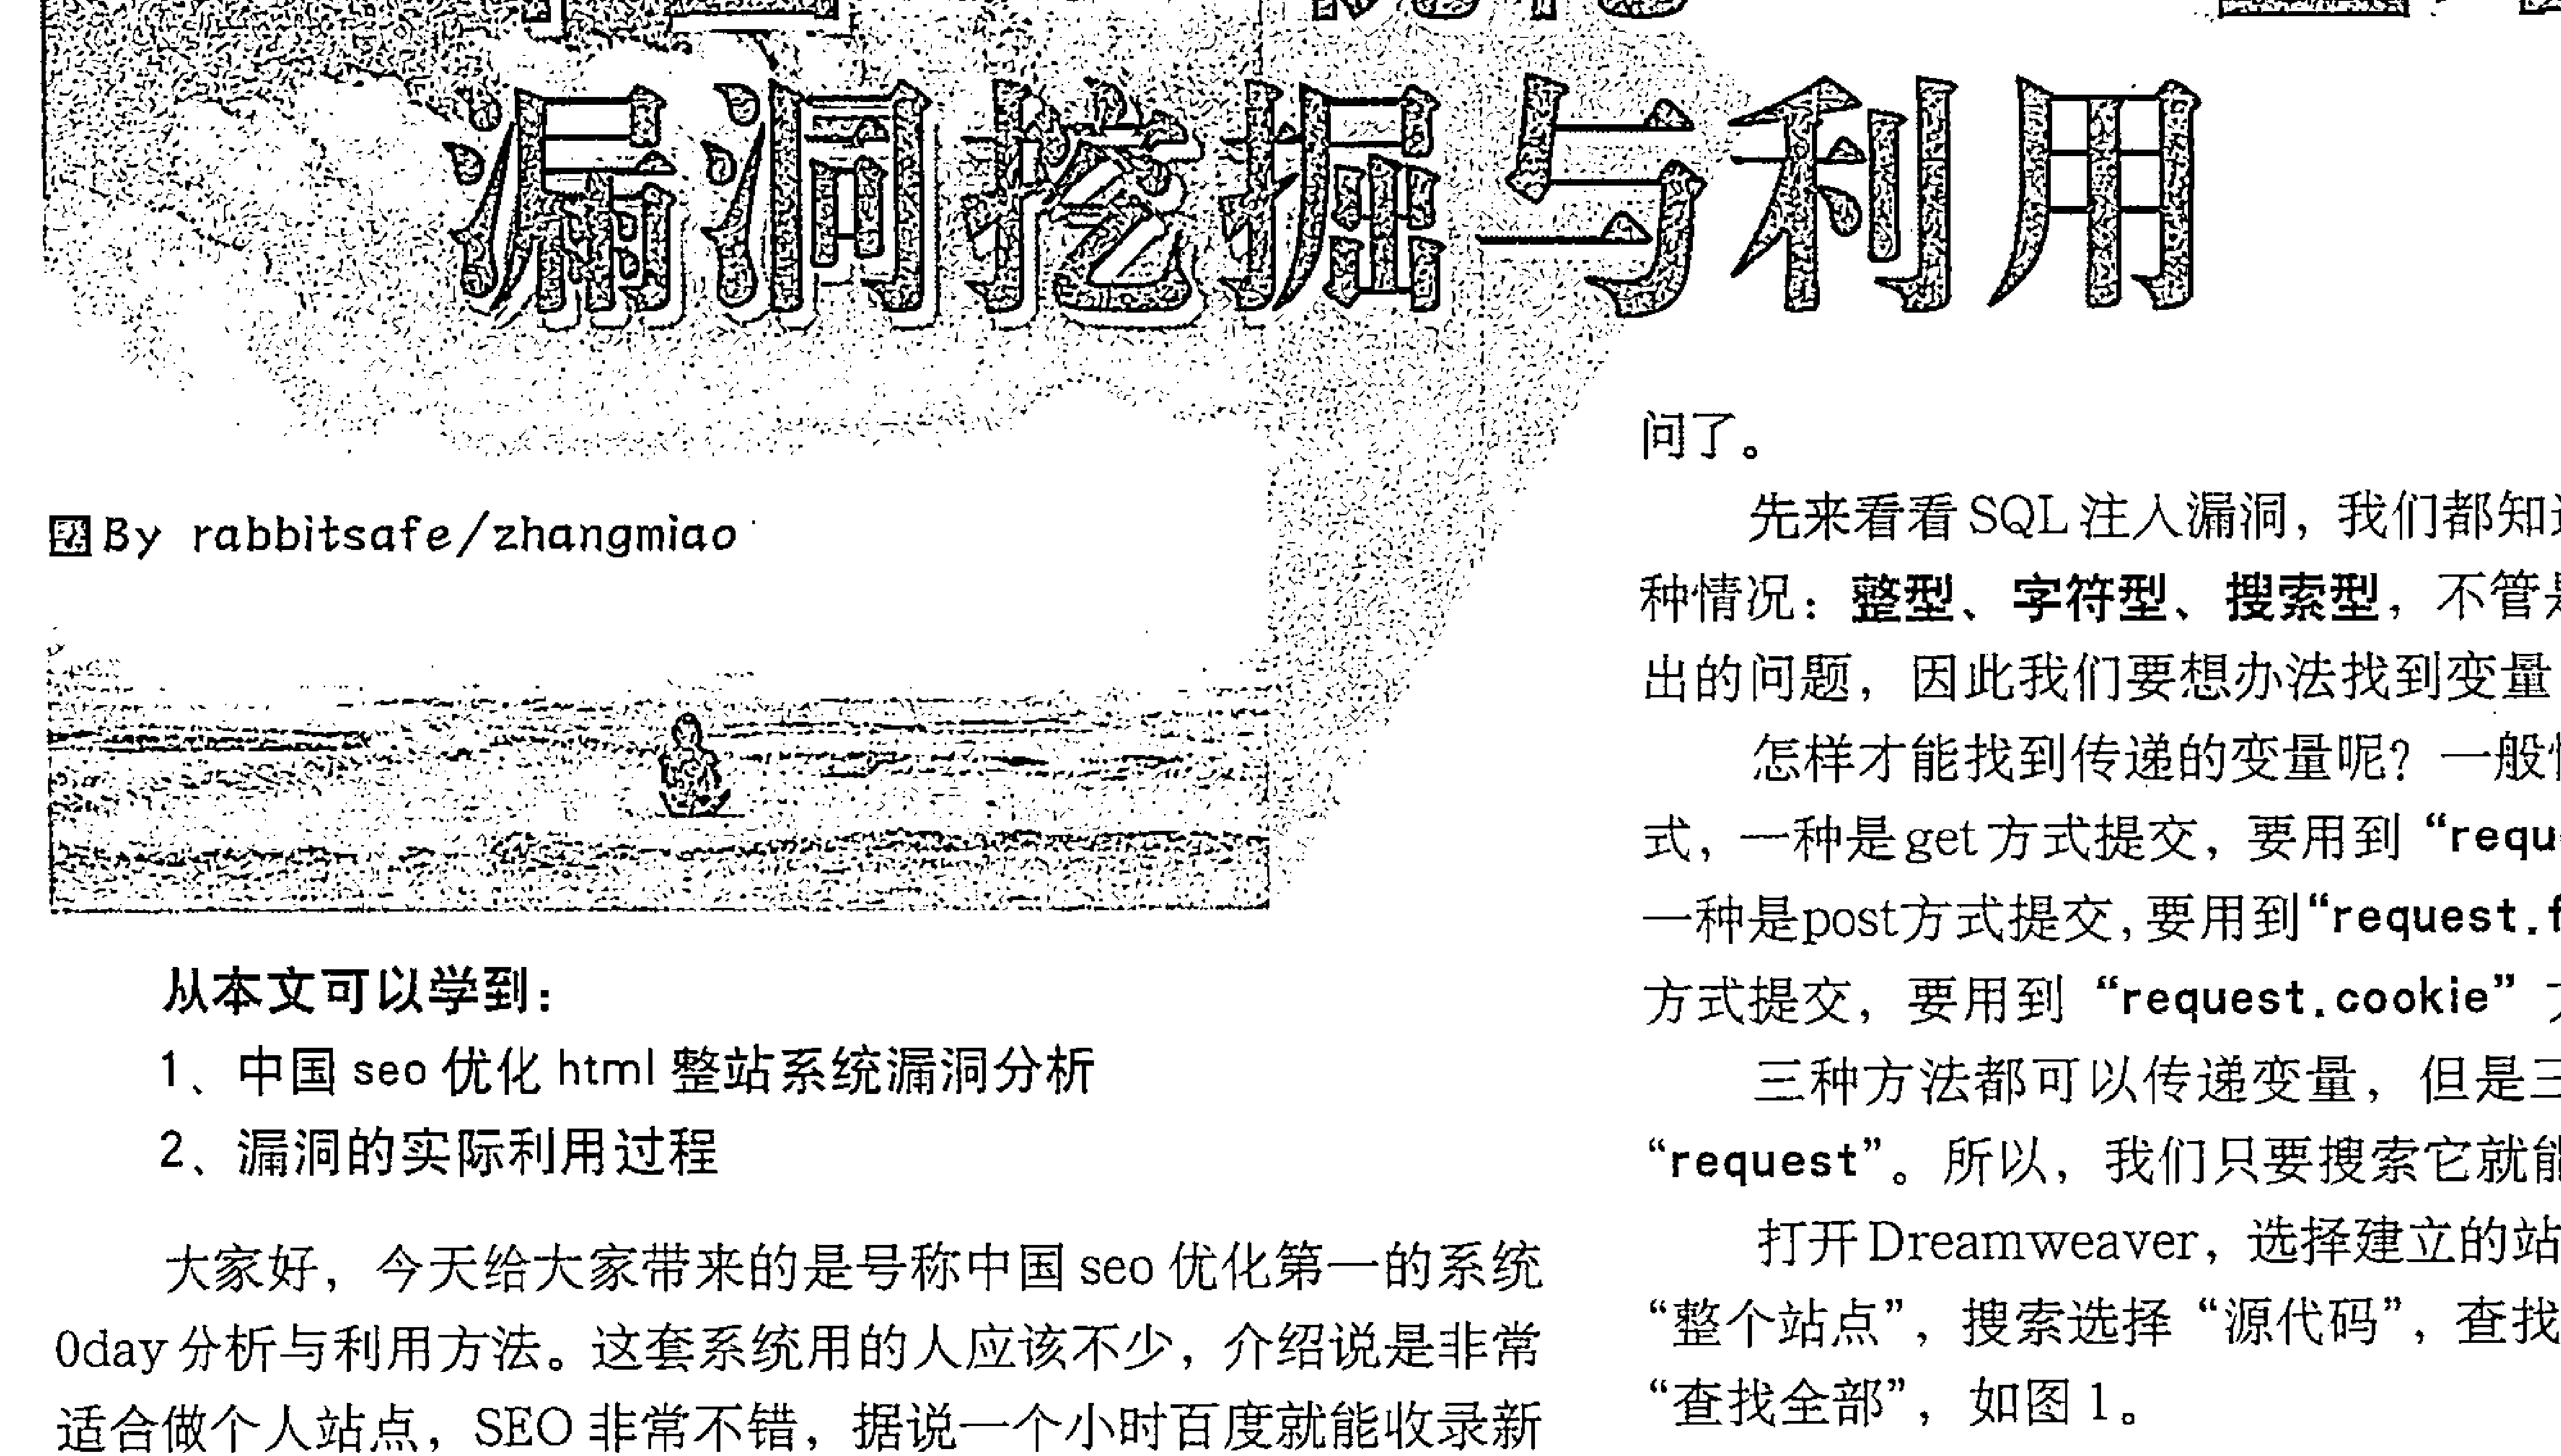 漏洞挖掘与利用
By rabbitsafe/zhangmiao
从本文可以学到：
1、中国 seo 优化 html 整站系统漏洞分析
2、漏洞的实际利用过程
大家好，今天给大家带来的是号称中国 seo 优化第一的系统
0day 分析与利用方法。这套系统用的人应该不少，介绍说是非常
适合做个人站点，SEO 非常不错，据说一个小时百度就能收录新
问了。
先来看看 SQL 注入漏洞，我们都知
种情况：整型、字符型、搜索型，不管
出的问题，因此我们要想办法找到变量
怎样才能找到传递的变量呢？一般
式，一种是 get 方式提交，要用到 “requ
一种是post方式提交，要用到“request.f
方式提交，要用到 “request.cookie”
三种方法都可以传递变量，但是三
“request”。所以，我们只要搜索它就能
打开 Dreamweaver，选择建立的站
“整个站点”，搜索选择 “源代码”，查找
“查找全部”，如图 1。